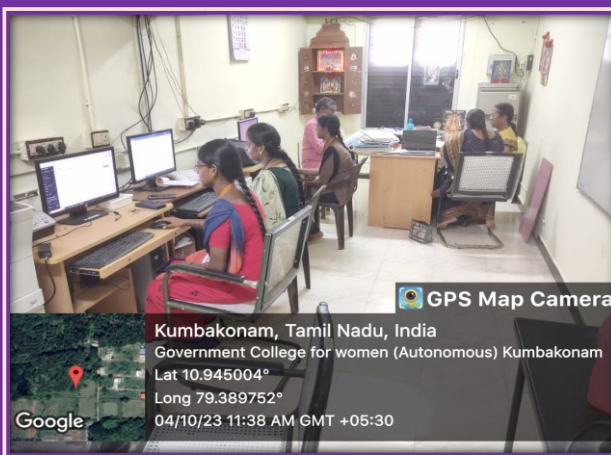 GPS Map Camera
Kumbakonam, Tamil Nadu, India
Government College for women (Autonomous) Kumbakonam
Lat 10.945004°
Long 79.389752°
04/10/23 11:38 AM GMT +05:30
Google